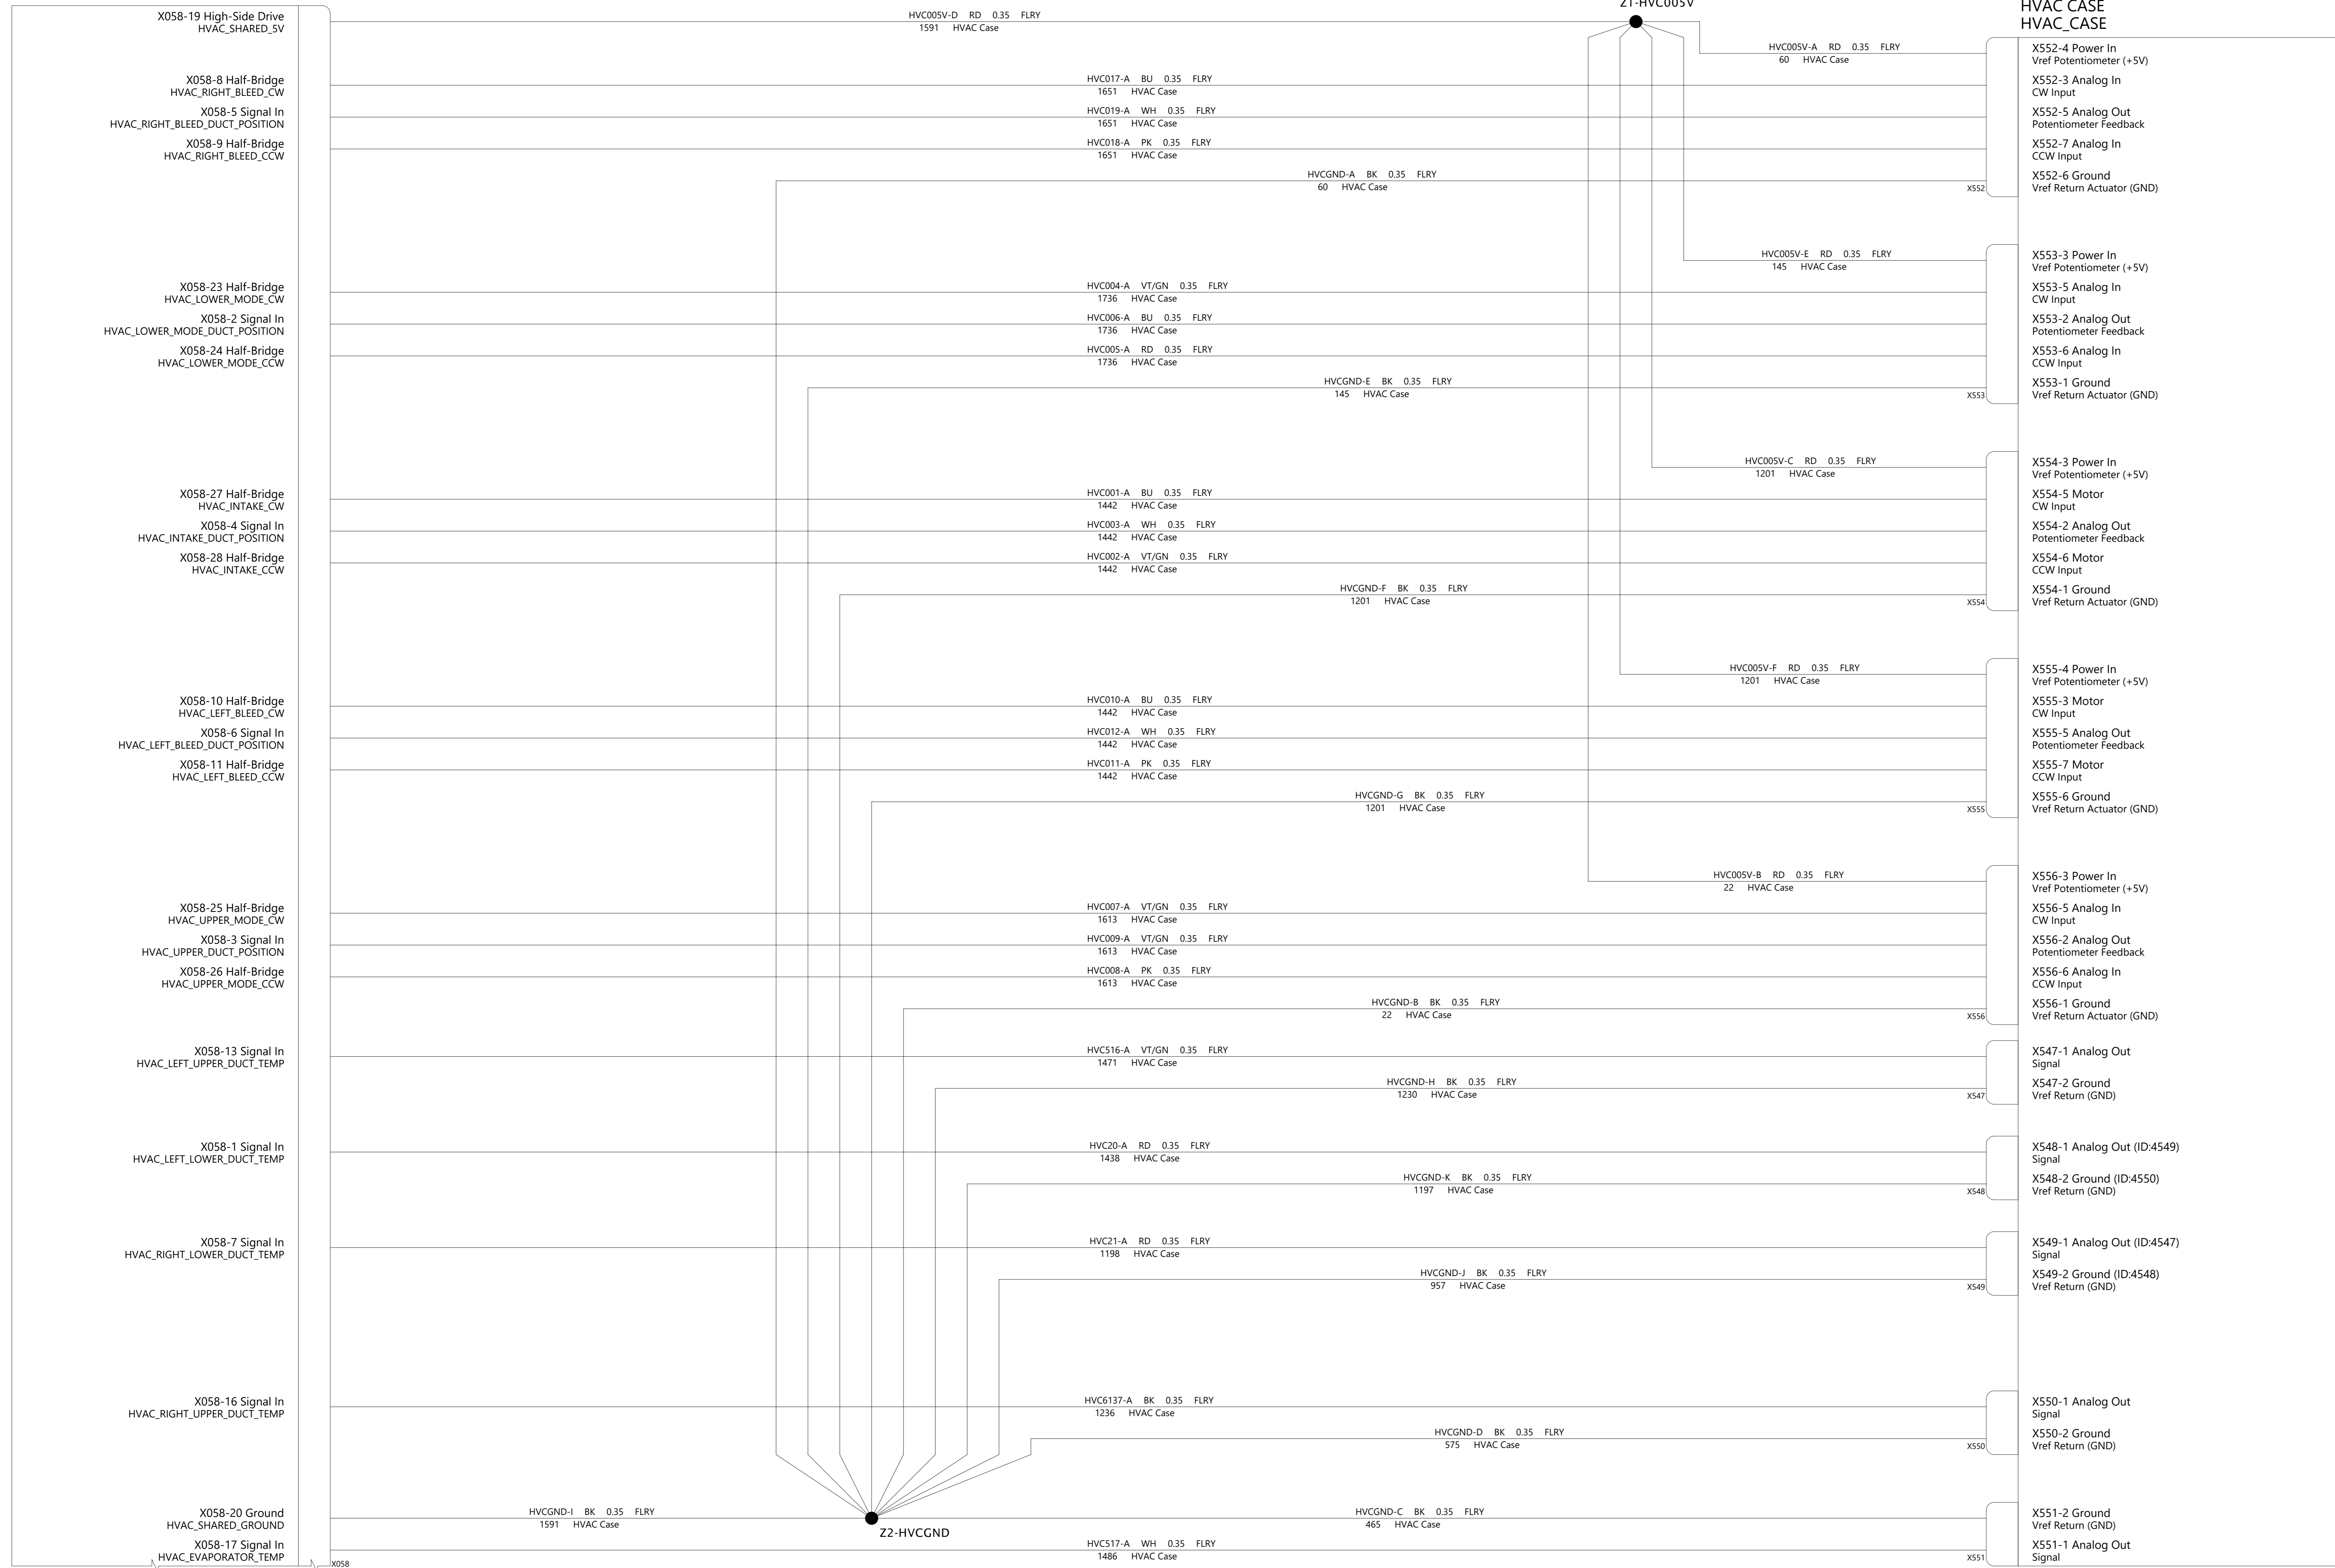 Z1-HVC005V
HVAC CASE
HVAC_CASE
X058-19 High-Side Drive
HVAC_SHARED_5V
HVC005V-D RD 0.35 FLRY
1591 HVAC Case
HVC005V-A RD 0.35 FLRY
60 HVAC Case
X552-4 Power In
Vref Potentiometer (+5V)
X058-8 Half-Bridge
HVAC_RIGHT_BLEED_CW
HVC017-A BU 0.35 FLRY
1651 HVAC Case
X552-3 Analog In
CW Input
X058-5 Signal In
HVAC_RIGHT_BLEED_DUCT_POSITION
HVC019-A WH 0.35 FLRY
1651 HVAC Case
X552-5 Analog Out
Potentiometer Feedback
X058-9 Half-Bridge
HVAC_RIGHT_BLEED_CCW
HVC018-A PK 0.35 FLRY
1651 HVAC Case
X552-7 Analog In
CCW Input
HVCGND-A BK 0.35 FLRY
60 HVAC Case
X552
X552-6 Ground
Vref Return Actuator (GND)
HVC005V-E RD 0.35 FLRY
145 HVAC Case
X553-3 Power In
Vref Potentiometer (+5V)
X058-23 Half-Bridge
HVAC_LOWER_MODE_CW
HVC004-A VT/GN 0.35 FLRY
1736 HVAC Case
X553-5 Analog In
CW Input
X058-2 Signal In
HVAC_LOWER_MODE_DUCT_POSITION
HVC006-A BU 0.35 FLRY
1736 HVAC Case
X553-2 Analog Out
Potentiometer Feedback
X058-24 Half-Bridge
HVAC_LOWER_MODE_CCW
HVC005-A RD 0.35 FLRY
1736 HVAC Case
X553-6 Analog In
CCW Input
HVCGND-E BK 0.35 FLRY
145 HVAC Case
X553
X553-1 Ground
Vref Return Actuator (GND)
HVC005V-C RD 0.35 FLRY
1201 HVAC Case
X554-3 Power In
Vref Potentiometer (+5V)
X058-27 Half-Bridge
HVAC_INTAKE_CW
HVC001-A BU 0.35 FLRY
1442 HVAC Case
X554-5 Motor
CW Input
X058-4 Signal In
HVAC_INTAKE_DUCT_POSITION
HVC003-A WH 0.35 FLRY
1442 HVAC Case
X554-2 Analog Out
Potentiometer Feedback
X058-28 Half-Bridge
HVAC_INTAKE_CCW
HVC002-A VT/GN 0.35 FLRY
1442 HVAC Case
X554-6 Motor
CCW Input
HVCGND-F BK 0.35 FLRY
1201 HVAC Case
X554
X554-1 Ground
Vref Return Actuator (GND)
HVC005V-F RD 0.35 FLRY
1201 HVAC Case
X555-4 Power In
Vref Potentiometer (+5V)
X058-10 Half-Bridge
HVAC_LEFT_BLEED_CW
HVC010-A BU 0.35 FLRY
1442 HVAC Case
X555-3 Motor
CW Input
X058-6 Signal In
HVAC_LEFT_BLEED_DUCT_POSITION
HVC012-A WH 0.35 FLRY
1442 HVAC Case
X555-5 Analog Out
Potentiometer Feedback
X058-11 Half-Bridge
HVAC_LEFT_BLEED_CCW
HVC011-A PK 0.35 FLRY
1442 HVAC Case
X555-7 Motor
CCW Input
HVCGND-G BK 0.35 FLRY
1201 HVAC Case
X555
X555-6 Ground
Vref Return Actuator (GND)
HVC005V-B RD 0.35 FLRY
22 HVAC Case
X556-3 Power In
Vref Potentiometer (+5V)
X058-25 Half-Bridge
HVAC_UPPER_MODE_CW
HVC007-A VT/GN 0.35 FLRY
1613 HVAC Case
X556-5 Analog In
CW Input
X058-3 Signal In
HVAC_UPPER_DUCT_POSITION
HVC009-A VT/GN 0.35 FLRY
1613 HVAC Case
X556-2 Analog Out
Potentiometer Feedback
X058-26 Half-Bridge
HVAC_UPPER_MODE_CCW
HVC008-A PK 0.35 FLRY
1613 HVAC Case
X556-6 Analog In
CCW Input
HVCGND-B BK 0.35 FLRY
22 HVAC Case
X556
X556-1 Ground
Vref Return Actuator (GND)
X058-13 Signal In
HVAC_LEFT_UPPER_DUCT_TEMP
HVC516-A VT/GN 0.35 FLRY
1471 HVAC Case
X547-1 Analog Out
Signal
HVCGND-H BK 0.35 FLRY
1230 HVAC Case
X547
X547-2 Ground
Vref Return (GND)
X058-1 Signal In
HVAC_LEFT_LOWER_DUCT_TEMP
HVC20-A RD 0.35 FLRY
1438 HVAC Case
X548-1 Analog Out (ID:4549)
Signal
HVCGND-K BK 0.35 FLRY
1197 HVAC Case
X548
X548-2 Ground (ID:4550)
Vref Return (GND)
X058-7 Signal In
HVAC_RIGHT_LOWER_DUCT_TEMP
HVC21-A RD 0.35 FLRY
1198 HVAC Case
X549-1 Analog Out (ID:4547)
Signal
HVCGND-J BK 0.35 FLRY
957 HVAC Case
X549
X549-2 Ground (ID:4548)
Vref Return (GND)
X058-16 Signal In
HVAC_RIGHT_UPPER_DUCT_TEMP
HVC6137-A BK 0.35 FLRY
1236 HVAC Case
X550-1 Analog Out
Signal
HVCGND-D BK 0.35 FLRY
575 HVAC Case
X550
X550-2 Ground
Vref Return (GND)
X058-20 Ground
HVAC_SHARED_GROUND
HVCGND-I BK 0.35 FLRY
1591 HVAC Case
Z2-HVCGND
HVCGND-C BK 0.35 FLRY
465 HVAC Case
X551-2 Ground
Vref Return (GND)
X058-17 Signal In
HVAC_EVAPORATOR_TEMP
X058
HVC517-A WH 0.35 FLRY
1486 HVAC Case
X551
X551-1 Analog Out
Signal